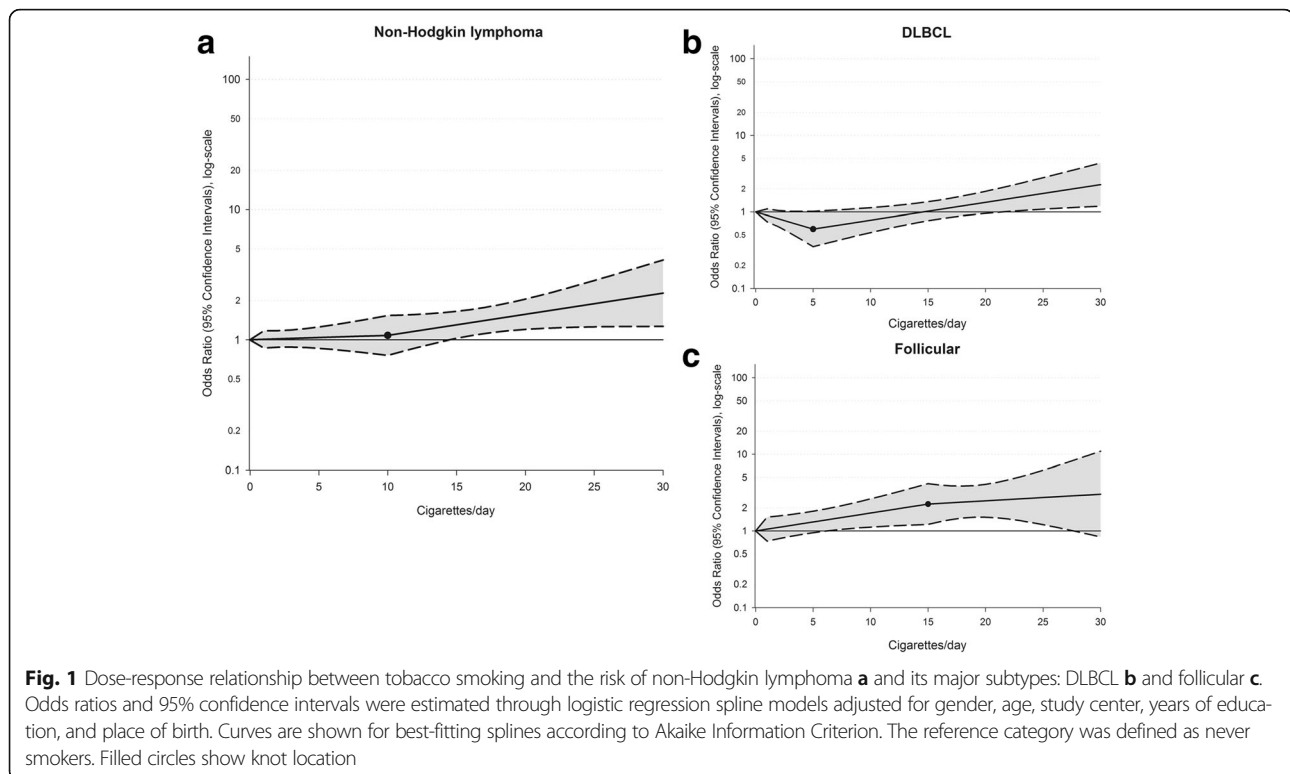 a
Non-Hodgkin lymphoma
Odds Ratio (95% Confidence Intervals), log-scale
100
50
20
10
5
2
1
0.5
0.2
0.1
0 5 10 15 20 25 30
Cigarettes/day
b
DLBCL
Odds Ratio (95% Confidence Intervals), log-scale
100
50
20
10
5
2
1
0.5
0.2
0.1
0 5 10 15 20 25 30
Cigarettes/day
c
Follicular
Odds Ratio (95% Confidence Intervals), log-scale
100
50
20
10
5
2
1
0.5
0.2
0.1
0 5 10 15 20 25 30
Cigarettes/day
Fig. 1 Dose-response relationship between tobacco smoking and the risk of non-Hodgkin lymphoma a and its major subtypes: DLBCL b and follicular c.
Odds ratios and 95% confidence intervals were estimated through logistic regression spline models adjusted for gender, age, study center, years of educa-
tion, and place of birth. Curves are shown for best-fitting splines according to Akaike Information Criterion. The reference category was defined as never
smokers. Filled circles show knot location